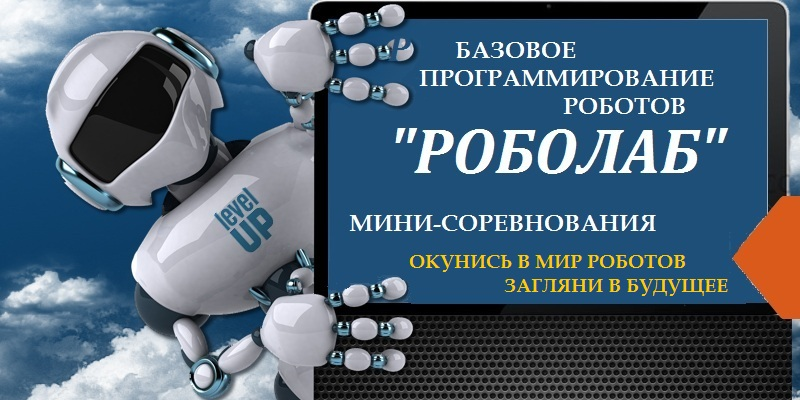 БАЗОВОЕ
ПРОГРАММИРОВАНИЕ
РОБОТОВ
"РОБОЛАБ"
МИНИ-СОРЕВНОВАНИЯ
ОКУНИСЬ В МИР РОБОТОВ
ЗАГЛЯНИ В БУДУЩЕЕ
level
UP